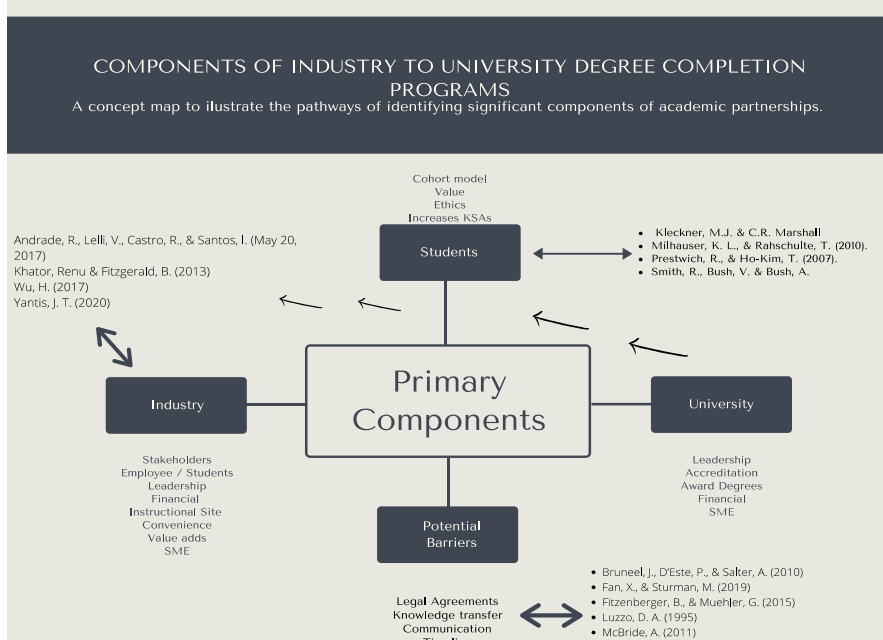 COMPONENTS OF INDUSTRY TO UNIVERSITY DEGREE COMPLETION
PROGRAMS
A concept map to ilustrate the pathways of identifying significant components of academic partnerships.
Cohort model
Value
Ethics
Increases KSAs
Students
• Kleckner, M.J. & C.R. Marshall
• Milhauser, K. L., & Rahschulte, T. (2010).
• Prestwich, R., & Ho-Kim, T. (2007).
• Smith, R., Bush, V. & Bush, A.
Andrade, R., Lelli, V., Castro, R., & Santos, I. (May 20,
2017)
Khator, Renu & Fitzgerald, B. (2013)
Wu, H. (2017)
Yantis, J. T. (2020)
Industry
Primary
Components
University
Stakeholders
Employee / Students
Leadership
Financial
Instructional Site
Convenience
Value adds
SME
Leadership
Accreditation
Award Degrees
Financial
SME
Potential
Barriers
Legal Agreements
Knowledge transfer
Communication
• Bruneel, J., D'Este, P., & Salter, A. (2010)
• Fan, X., & Sturman, M. (2019)
• Fitzenberger, B., & Muehler, G. (2015)
• Luzzo, D. A. (1995)
• McBride, A. (2011)